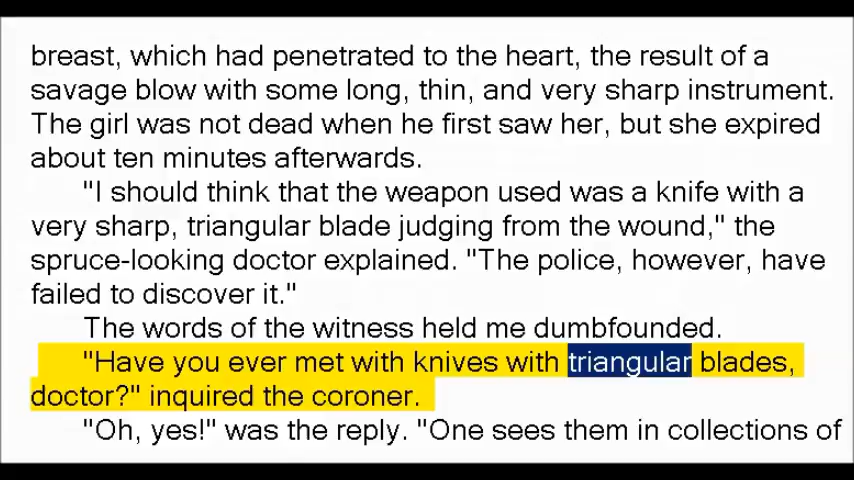 breast, which had penetrated to the heart, the result of a
savage blow with some long, thin, and very sharp instrument.
The girl was not dead when he first saw her, but she expired
about ten minutes afterwards.
"I should think that the weapon used was a knife with a
very sharp, triangular blade judging from the wound," the
spruce-looking doctor explained. "The police, however, have
failed to discover it."
The words of the witness held me dumbfounded.
"Have you ever met with knives with triangular blades,
doctor?" inquired the coroner.
"Oh, yes!" was the reply. "One sees them in collections of